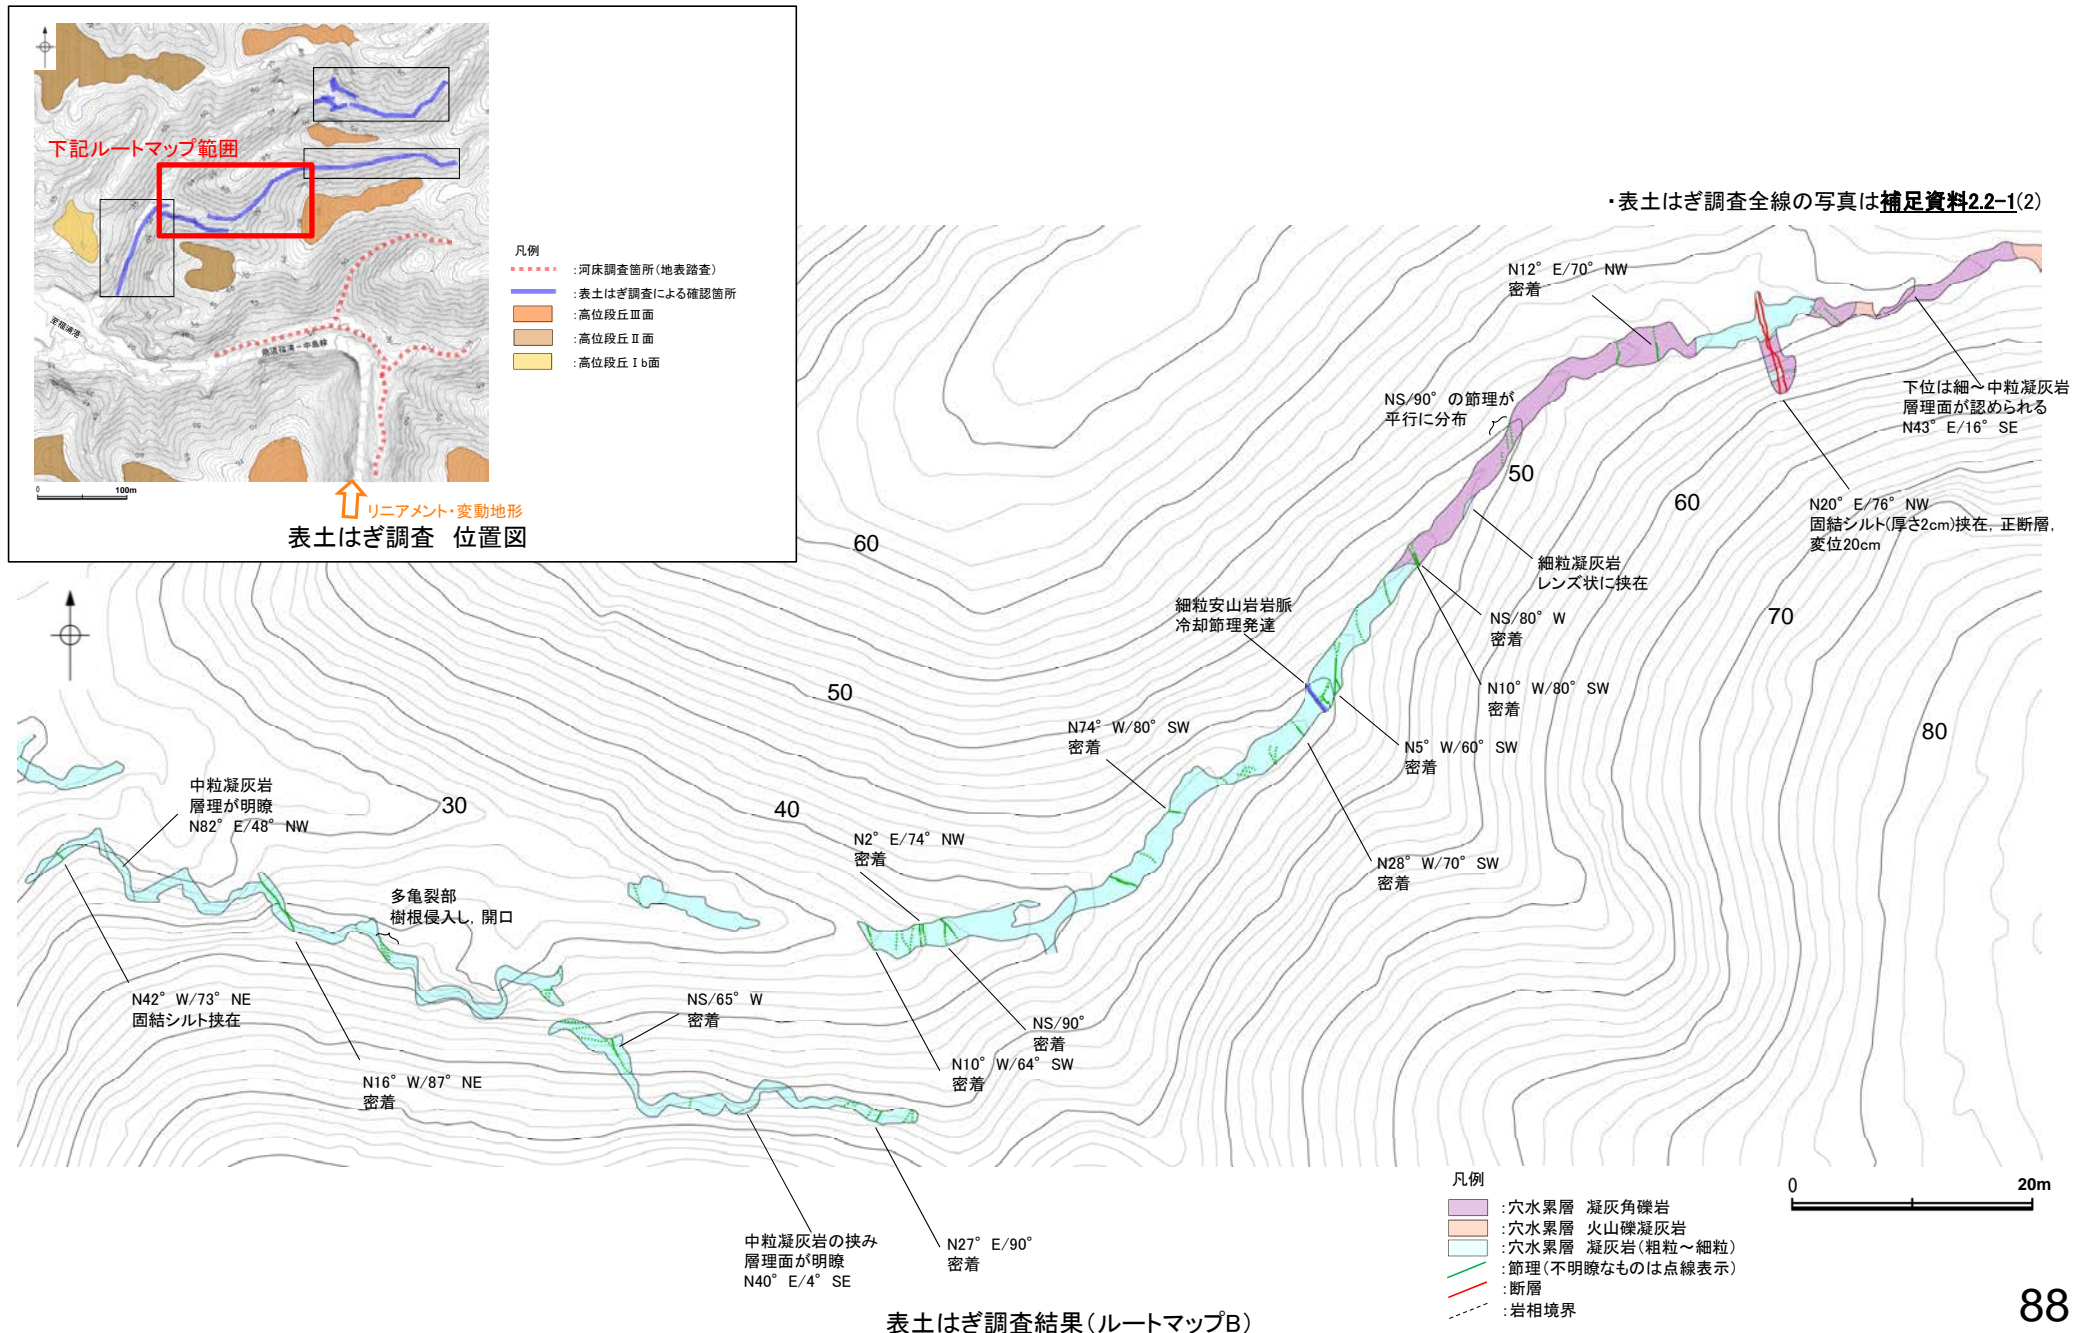 下記ルートマップ範囲
至福浦港
県道福浦－中島線
0 100m
リニアメント・変動地形
表土はぎ調査 位置図
凡例
:河床調査箇所(地表踏査)
:表土はぎ調査による確認箇所
:高位段丘Ⅲ面
:高位段丘Ⅱ面
:高位段丘Ⅰb面
・表土はぎ調査全線の写真は補足資料2.2-1(2)
N12° E/70° NW
密着
NS/90° の節理が
平行に分布
下位は細～中粒凝灰岩
層理面が認められる
N43° E/16° SE
N20° E/76° NW
固結シルト(厚さ2cm)挟在, 正断層,
変位20cm
50
60
70
80
60
50
40
30
細粒凝灰岩
レンズ状に挟在
細粒安山岩岩脈
冷却節理発達
NS/80° W
密着
N10° W/80° SW
密着
N74° W/80° SW
密着
N5° W/60° SW
密着
中粒凝灰岩
層理が明瞭
N82° E/48° NW
N2° E/74° NW
密着
N28° W/70° SW
密着
多亀裂部
樹根侵入し, 開口
N42° W/73° NE
固結シルト挟在
NS/65° W
密着
NS/90°
密着
N10° W/64° SW
密着
N16° W/87° NE
密着
中粒凝灰岩の挟み
層理面が明瞭
N40° E/4° SE
N27° E/90°
密着
凡例
:穴水累層 凝灰角礫岩
:穴水累層 火山礫凝灰岩
:穴水累層 凝灰岩(粗粒～細粒)
:節理(不明瞭なものは点線表示)
:断層
:岩相境界
0 20m
表土はぎ調査結果(ルートマップB)
88